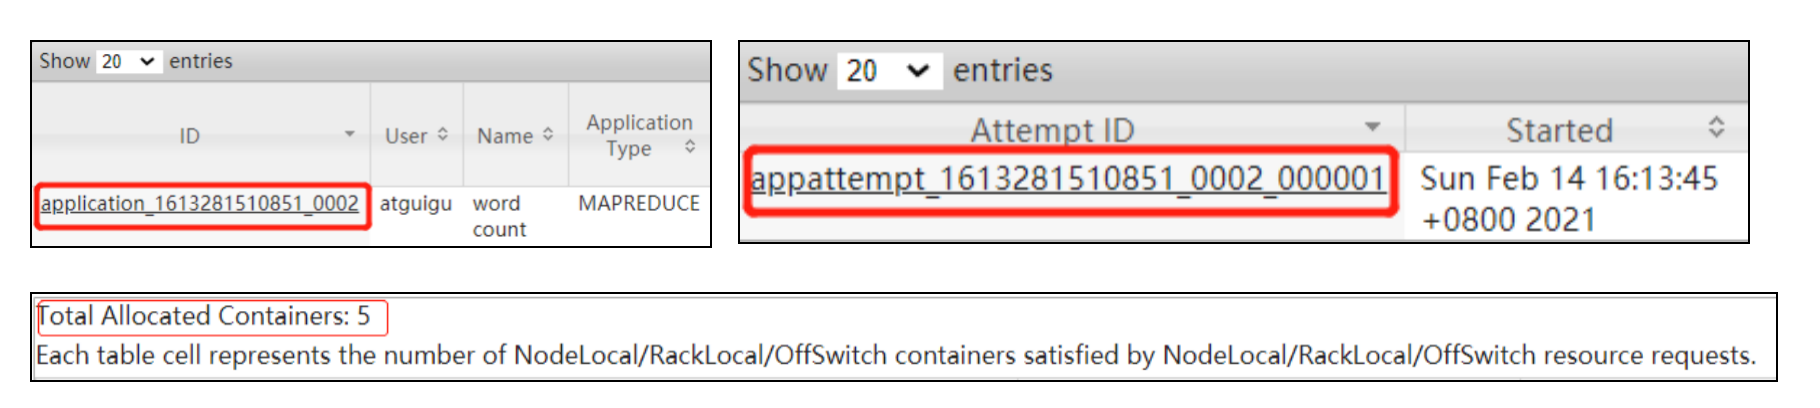 Show 20 entries
ID User Name Application Type
application_1613281510851_0002 atguigu word count MAPREDUCE
Show 20 entries
Attempt ID Started
appattempt_1613281510851_0002_000001 Sun Feb 14 16:13:45 +0800 2021
Total Allocated Containers: 5
Each table cell represents the number of NodeLocal/RackLocal/OffSwitch containers satisfied by NodeLocal/RackLocal/OffSwitch resource requests.